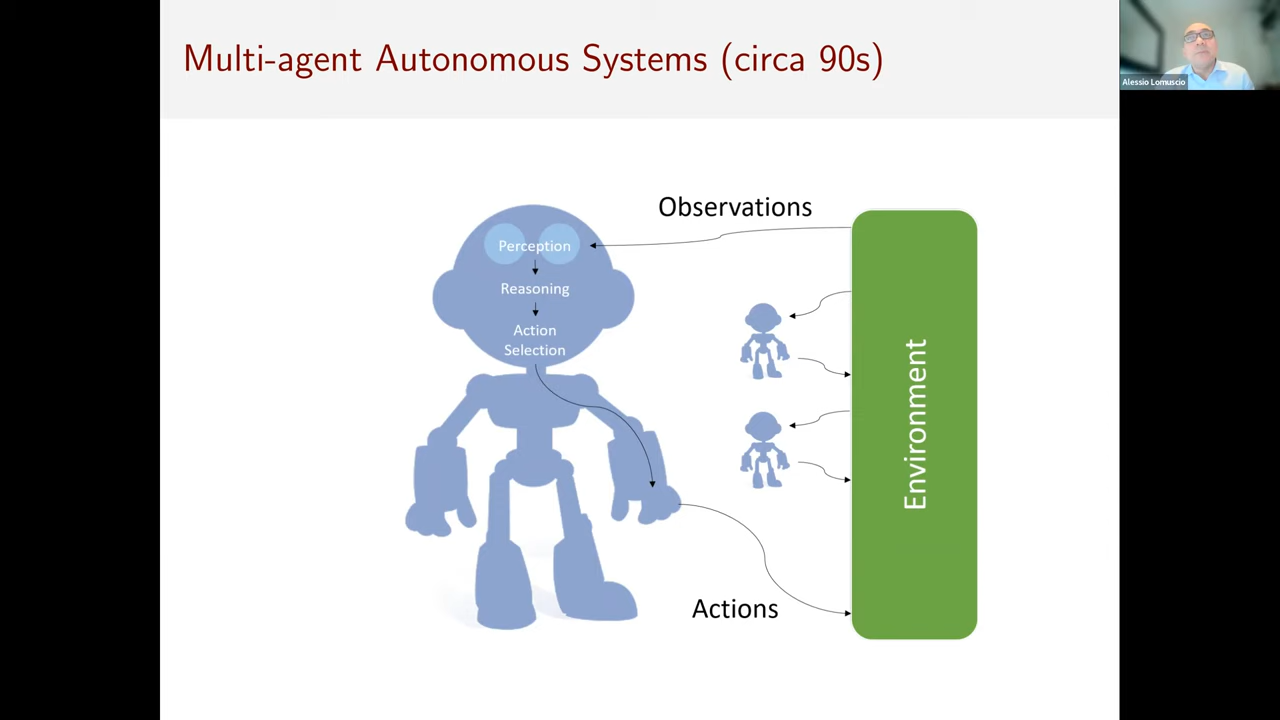 Multi-agent Autonomous Systems (circa 90s)
Alessio Lomuscio
Observations
Perception
Reasoning
Action
Selection
Environment
Actions